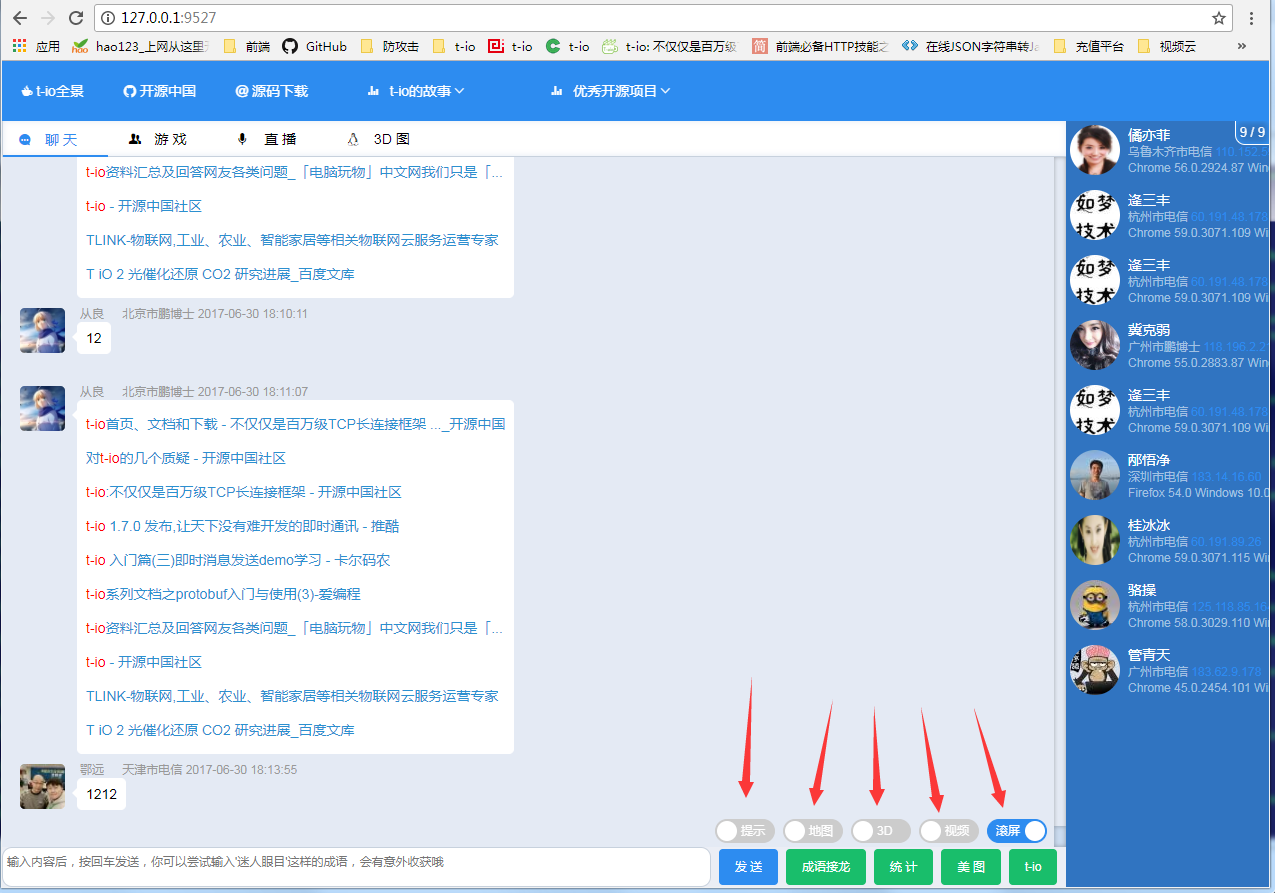 127.0.0.1:9527
应用 hao123_上网从这里 前端 GitHub 防攻击 t-io t-io t-io t-io: 不仅仅是百万级 简 前端必备HTTP技能之 在线JSON字符串转Ja 充值平台 视频云 »
t-io全景 开源中国 @ 源码下载 t-io的故事 优秀开源项目
聊 天 游 戏 直 播 3D 图
t-io资料汇总及回答网友各类问题_「电脑玩物」中文网我们只是「...
t-io - 开源中国社区
TLINK-物联网,工业、农业、智能家居等相关物联网云服务运营专家
T iO 2 光催化还原 CO2 研究进展_百度文库
从良 北京市鹏博士 2017-06-30 18:10:11
12
从良 北京市鹏博士 2017-06-30 18:11:07
t-io首页、文档和下载 - 不仅仅是百万级TCP长连接框架 ..._开源中国
对t-io的几个质疑 - 开源中国社区
t-io:不仅仅是百万级TCP长连接框架 - 开源中国社区
t-io 1.7.0 发布,让天下没有难开发的即时通讯 - 推酷
t-io 入门篇(三)即时消息发送demo学习 - 卡尔码农
t-io系列文档之protobuf入门与使用(3)-爱编程
t-io资料汇总及回答网友各类问题_「电脑玩物」中文网我们只是「...
t-io - 开源中国社区
TLINK-物联网,工业、农业、智能家居等相关物联网云服务运营专家
T iO 2 光催化还原 CO2 研究进展_百度文库
鄂远 天津市电信 2017-06-30 18:13:55
1212
提示 地图 3D 视频 滚屏
输入内容后，按回车发送，你可以尝试输入'迷人眼目'这样的成语，会有意外收获哦
发 送 成语接龙 统 计 美 图 t-io
9 / 9
僪亦菲
乌鲁木齐市电信 110.152.5
Chrome 56.0.2924.87 Win
如梦技术
逄三丰
杭州市电信 60.191.48.178
Chrome 59.0.3071.109 Wi
如梦技术
逄三丰
杭州市电信 60.191.48.178
Chrome 59.0.3071.109 Wi
冀克弱
广州市鹏博士 118.196.2.2
Chrome 55.0.2883.87 Win
如梦技术
逄三丰
杭州市电信 60.191.48.178
Chrome 59.0.3071.109 Wi
邴悟净
深圳市电信 183.14.16.60
Firefox 54.0 Windows 10.0
桂冰冰
杭州市电信 60.191.89.26
Chrome 59.0.3071.115 Wi
骆操
杭州市电信 125.118.85.16
Chrome 58.0.3029.110 Wi
管青天
广州市电信 183.62.9.178
Chrome 45.0.2454.101 Wi